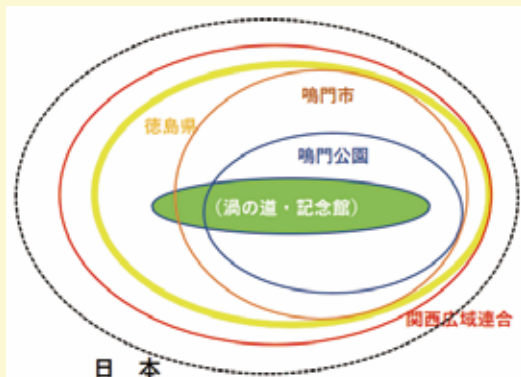 鳴門市
徳島県
鳴門公園
（渦の道・記念館）
関西広域連合
日 本